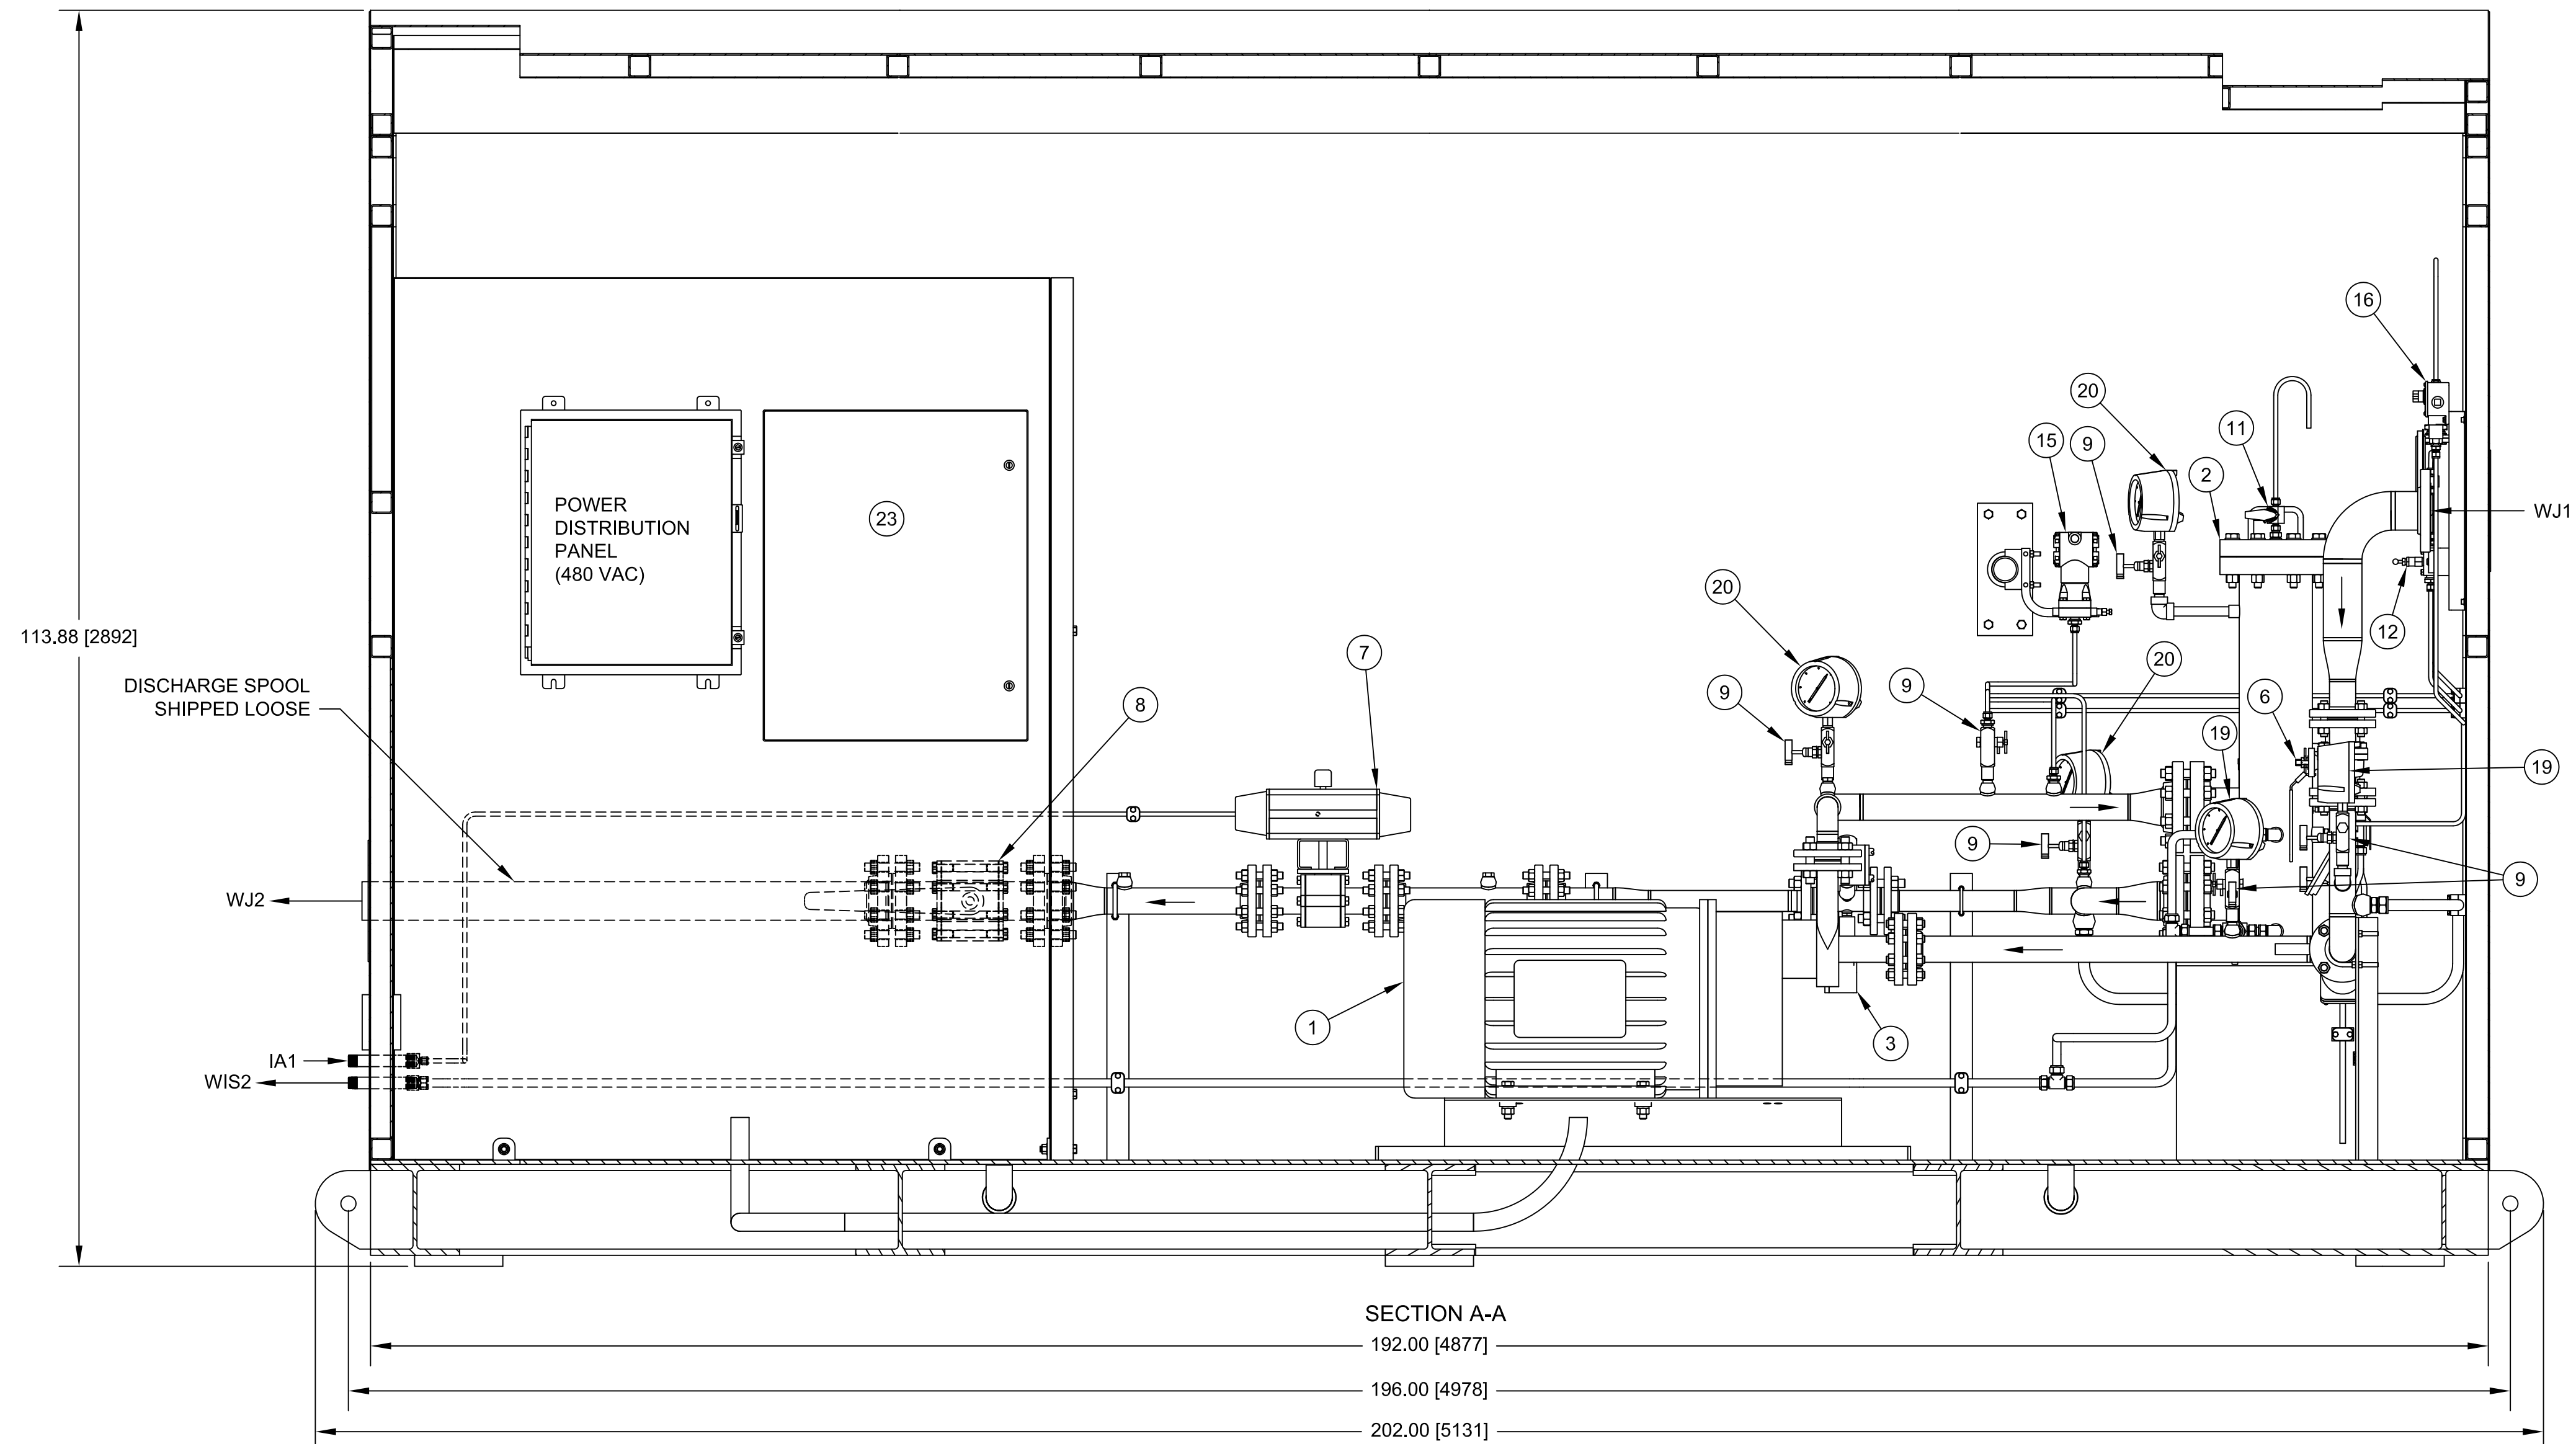 16
20
11
15
9
2
POWER
DISTRIBUTION
PANEL
(480 VAC)
23
WJ1
20
12
113.88 [2892]
7
20
DISCHARGE SPOOL
SHIPPED LOOSE
8
9
9
6
19
19
9
9
WJ2
1
3
IA1
WIS2
SECTION A-A
192.00 [4877]
196.00 [4978]
202.00 [5131]